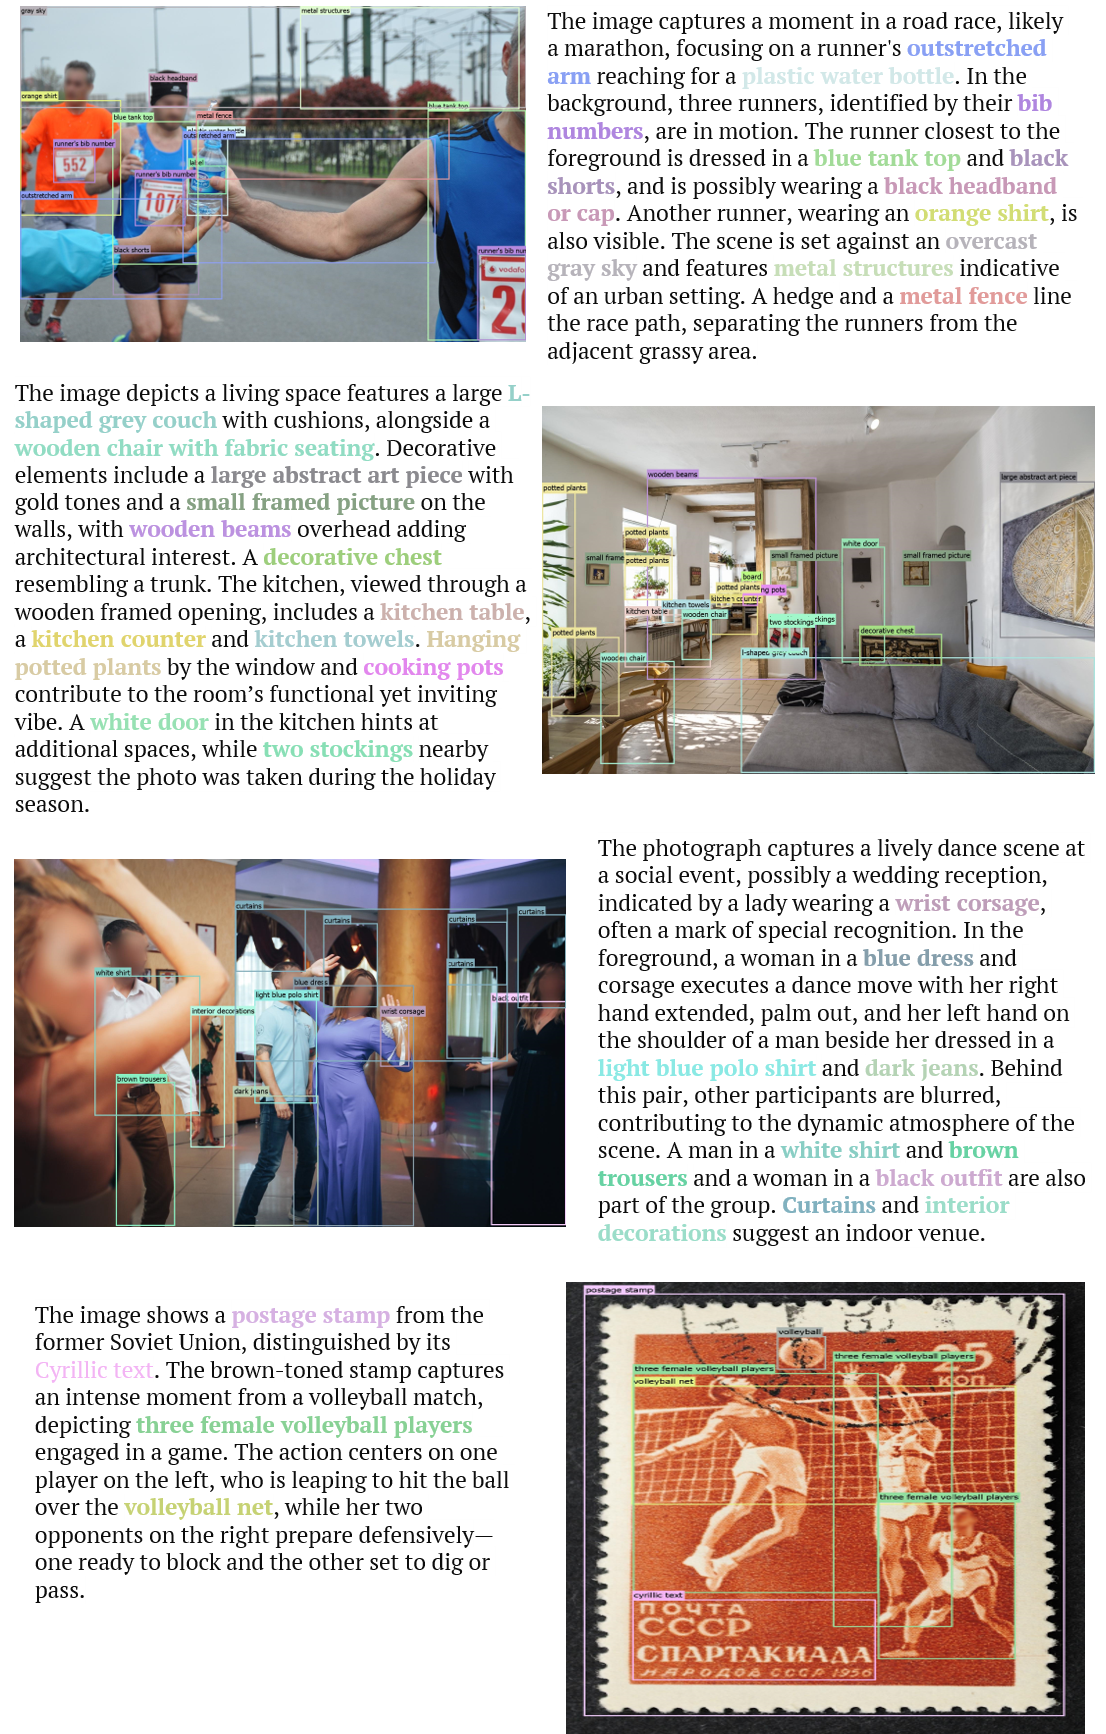 gray sky
metal structures
black headband
orange shirt
blue tank top
metal fence
blue tank top
plastic water bottle
outstretched arm
runner's bib number
label
552
runner's bib number
107
outstretched arm
black shorts
runner's bib num
vodafo
29
The image captures a moment in a road race, likely
a marathon, focusing on a runner's outstretched
arm reaching for a plastic water bottle. In the
background, three runners, identified by their bib
numbers, are in motion. The runner closest to the
foreground is dressed in a blue tank top and black
shorts, and is possibly wearing a black headband
or cap. Another runner, wearing an orange shirt, is
also visible. The scene is set against an overcast
gray sky and features metal structures indicative
of an urban setting. A hedge and a metal fence line
the race path, separating the runners from the
adjacent grassy area.
The image depicts a living space features a large L-
shaped grey couch with cushions, alongside a
wooden chair with fabric seating. Decorative
elements include a large abstract art piece with
gold tones and a small framed picture on the
walls, with wooden beams overhead adding
architectural interest. A decorative chest
resembling a trunk. The kitchen, viewed through a
wooden framed opening, includes a kitchen table,
a kitchen counter and kitchen towels. Hanging
potted plants by the window and cooking pots
contribute to the room’s functional yet inviting
vibe. A white door in the kitchen hints at
additional spaces, while two stockings nearby
suggest the photo was taken during the holiday
season.
wooden beams
large abstract art piece
potted plants
potted plants
white door
small frame
potted plants
small framed picture
small framed picture
board
potted plants
ng pots
kitchen counter
kitchen towels
kitchen table
wooden chair
two stockings
ckings
potted plants
decorative chest
l-shaped grey couch
wooden chair
curtains
curtains
curtains
curtains
curtains
white shirt
blue dress
light blue polo shirt
black outfit
interior decorations
wrist corsage
brown trousers
dark jeans
The photograph captures a lively dance scene at
a social event, possibly a wedding reception,
indicated by a lady wearing a wrist corsage,
often a mark of special recognition. In the
foreground, a woman in a blue dress and
corsage executes a dance move with her right
hand extended, palm out, and her left hand on
the shoulder of a man beside her dressed in a
light blue polo shirt and dark jeans. Behind
this pair, other participants are blurred,
contributing to the dynamic atmosphere of the
scene. A man in a white shirt and brown
trousers and a woman in a black outfit are also
part of the group. Curtains and interior
decorations suggest an indoor venue.
The image shows a postage stamp from the
former Soviet Union, distinguished by its
Cyrillic text. The brown-toned stamp captures
an intense moment from a volleyball match,
depicting three female volleyball players
engaged in a game. The action centers on one
player on the left, who is leaping to hit the ball
over the volleyball net, while her two
opponents on the right prepare defensively—
one ready to block and the other set to dig or
pass.
postage stamp
volleyball
three female volleyball players
three female volleyball players
volleyball net
КОП.
3
three female volleyball players
cyrillic text
ПОЧТА
СССР
СПАРТАКИАДА
НАРОДОВ СССР 1956